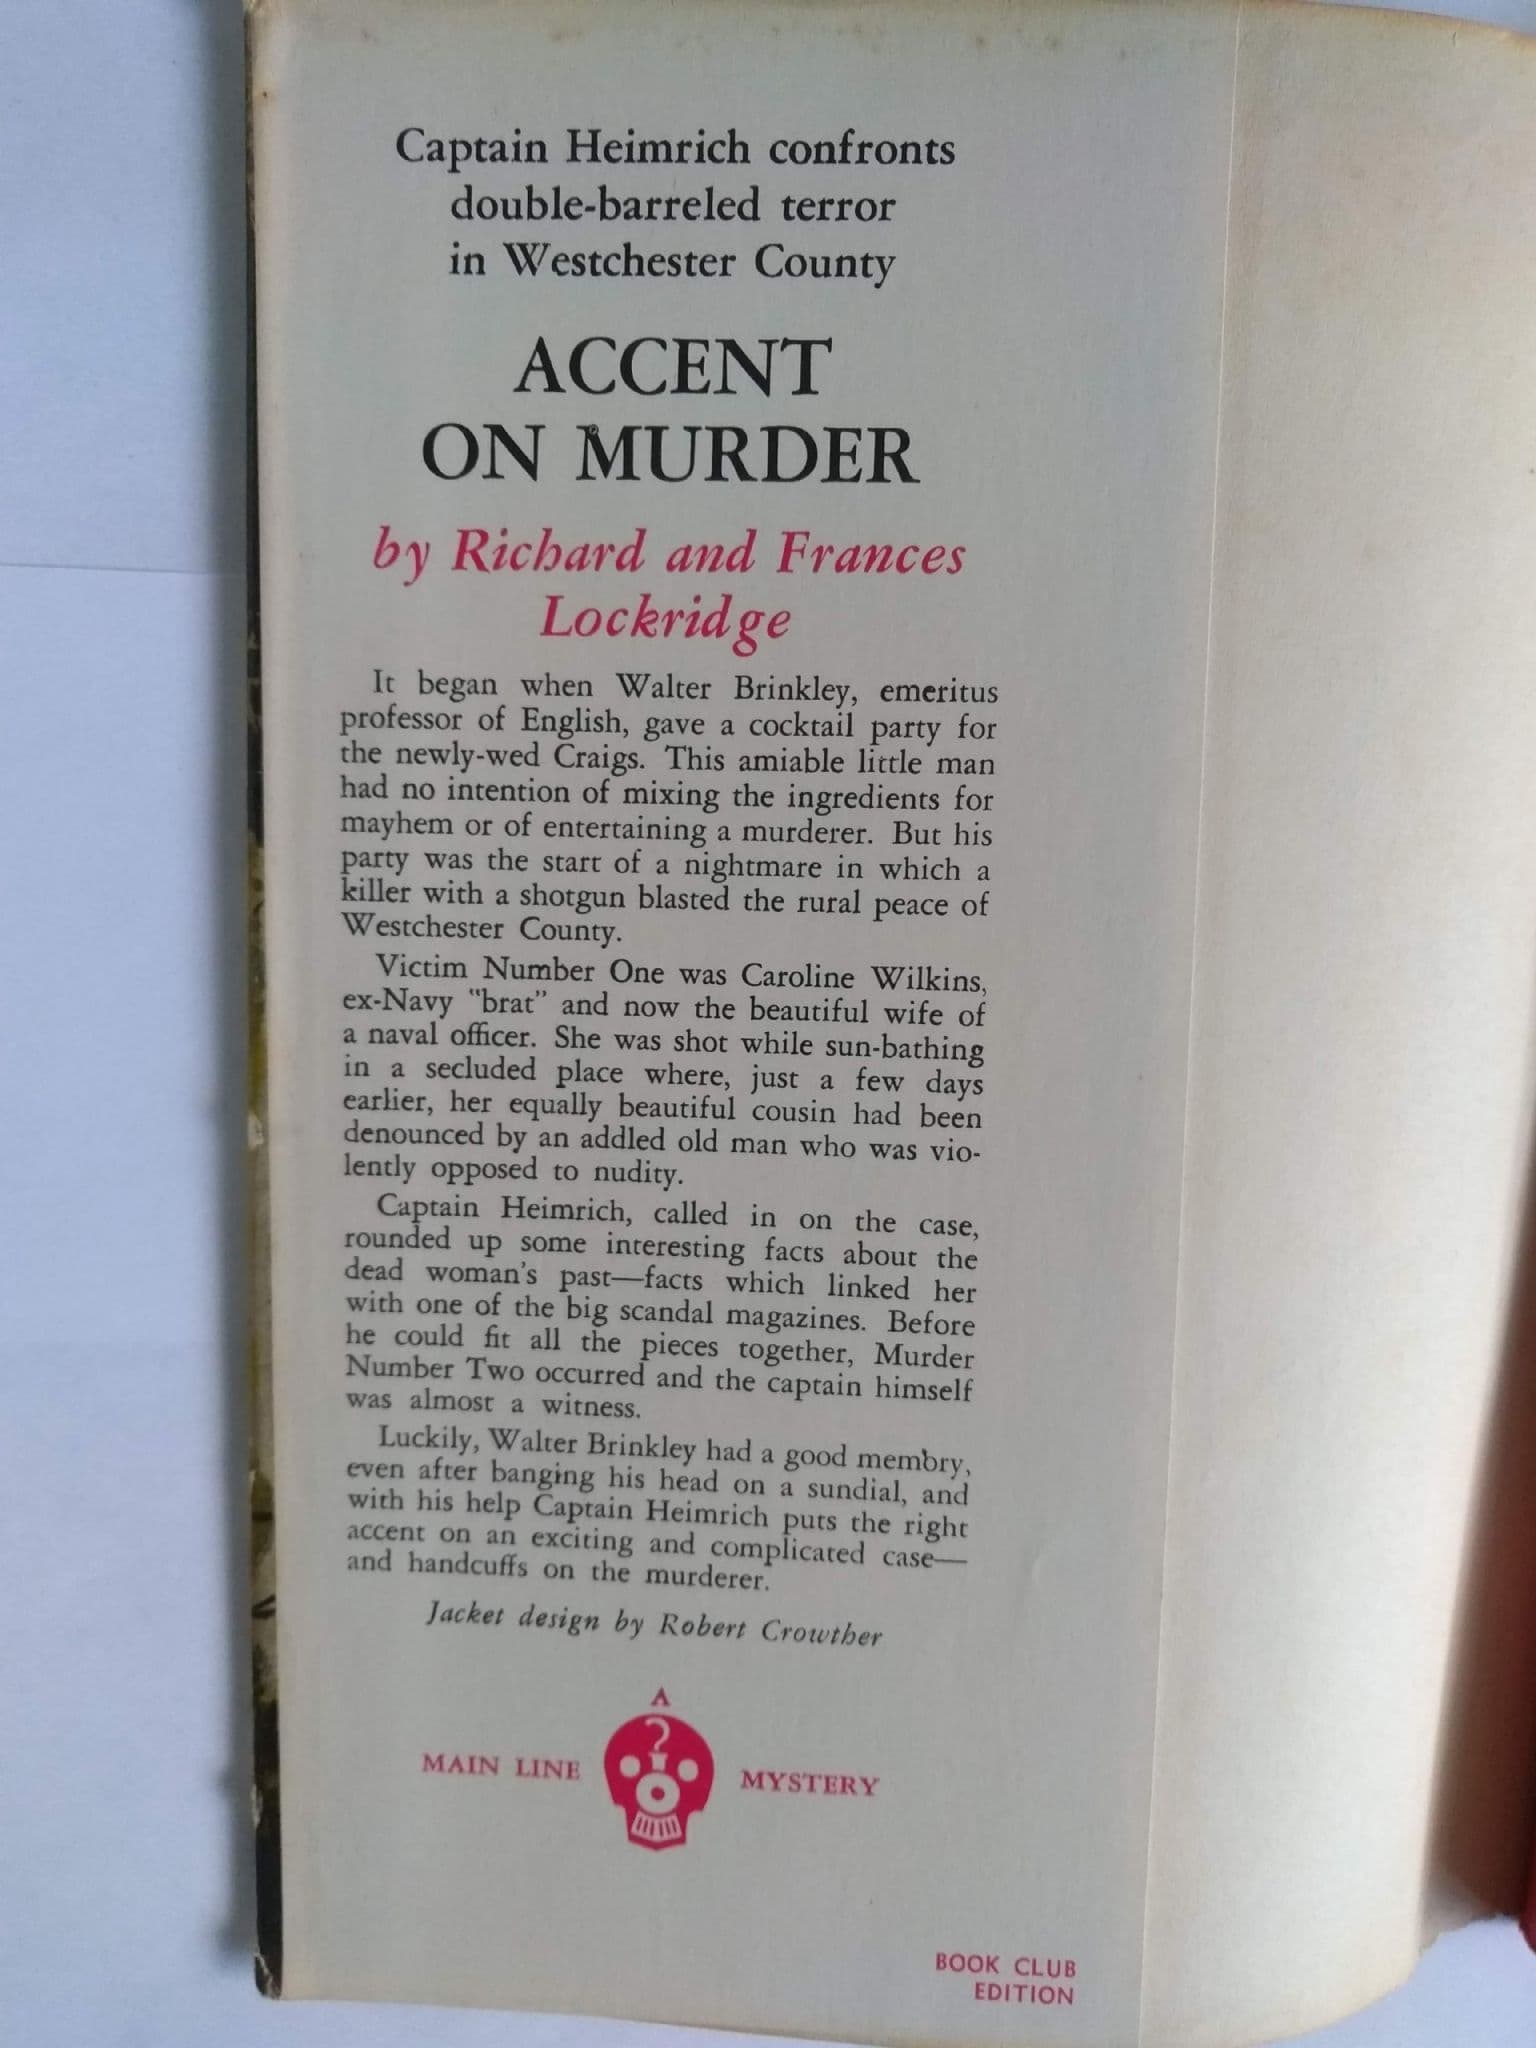 Captain Heimrich confronts
double-barreled terror
in Westchester County
ACCENT
ON MURDER
by Richard and Frances
Lockridge
It began when Walter Brinkley, emeritus
professor of English, gave a cocktail party for
the newly-wed Craigs. This amiable little man
had no intention of mixing the ingredients for
mayhem or of entertaining a murderer. But his
party was the start of a nightmare in which a
killer with a shotgun blasted the rural peace of
Westchester County.
Victim Number One was Caroline Wilkins,
ex-Navy "brat" and now the beautiful wife of
a naval officer. She was shot while sun-bathing
in a secluded place where, just a few days
earlier, her equally beautiful cousin had been
denounced by an addled old man who was vio-
lently opposed to nudity.
Captain Heimrich, called in on the case,
rounded up some interesting facts about the
dead woman's past—facts which linked her
with one of the big scandal magazines. Before
he could fit all the pieces together, Murder
Number Two occurred and the captain himself
was almost a witness.
Luckily, Walter Brinkley had a good memory,
even after banging his head on a sundial, and
with his help Captain Heimrich puts the right
accent on an exciting and complicated case—
and handcuffs on the murderer.
Jacket design by Robert Crowther
A
?
MAIN LINE MYSTERY
BOOK CLUB
EDITION